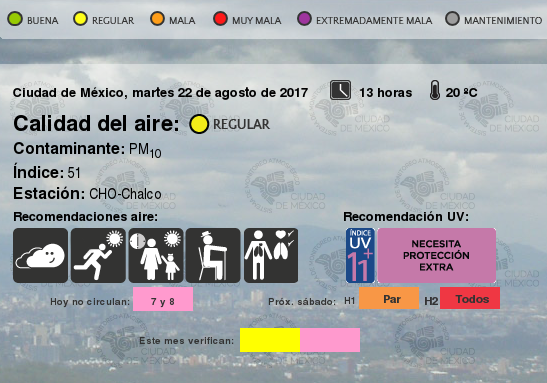 BUENA REGULAR MALA MUY MALA EXTREMADAMENTE MALA MANTENIMIENTO
Ciudad de México, martes 22 de agosto de 2017 13 horas 20 ºC
Calidad del aire: REGULAR
Contaminante: PM10
Índice: 51
Estación: CHO-Chalco
Recomendaciones aire: Recomendación UV:
ÍNDICE
UV
11+
NECESITA
PROTECCIÓN
EXTRA
Hoy no circulan: 7 y 8 Próx. sábado: H1 Par H2 Todos
Este mes verifican:
CIUDAD
DE MÉXICO